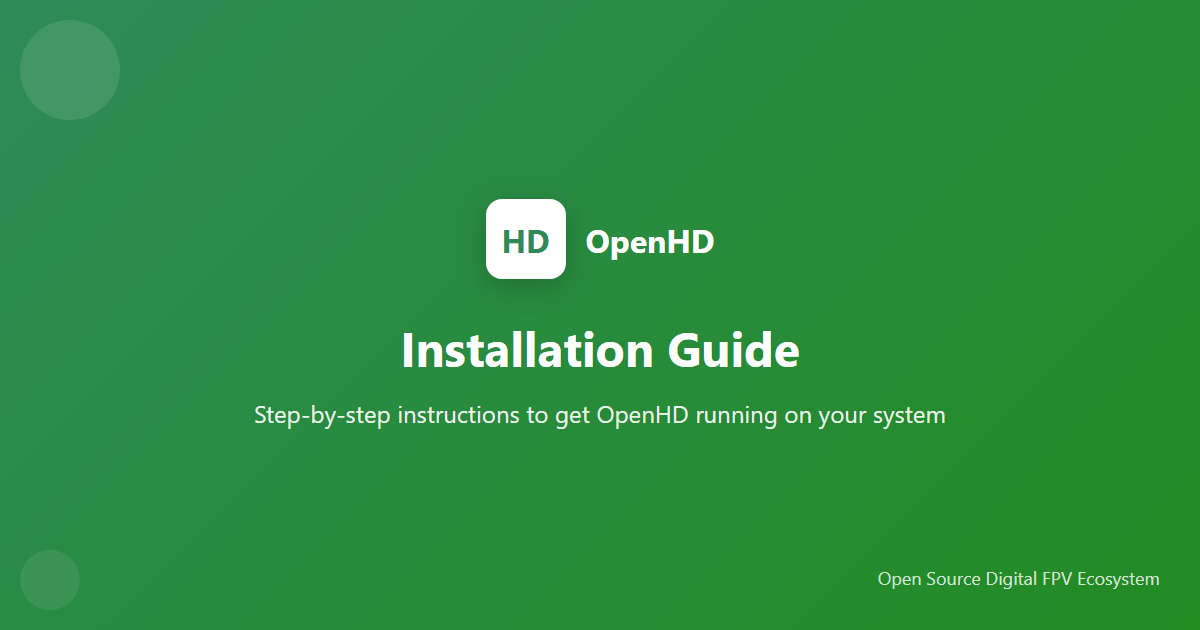 HD
OpenHD
Installation Guide
Step-by-step instructions to get OpenHD running on your system
Open Source Digital FPV Ecosystem